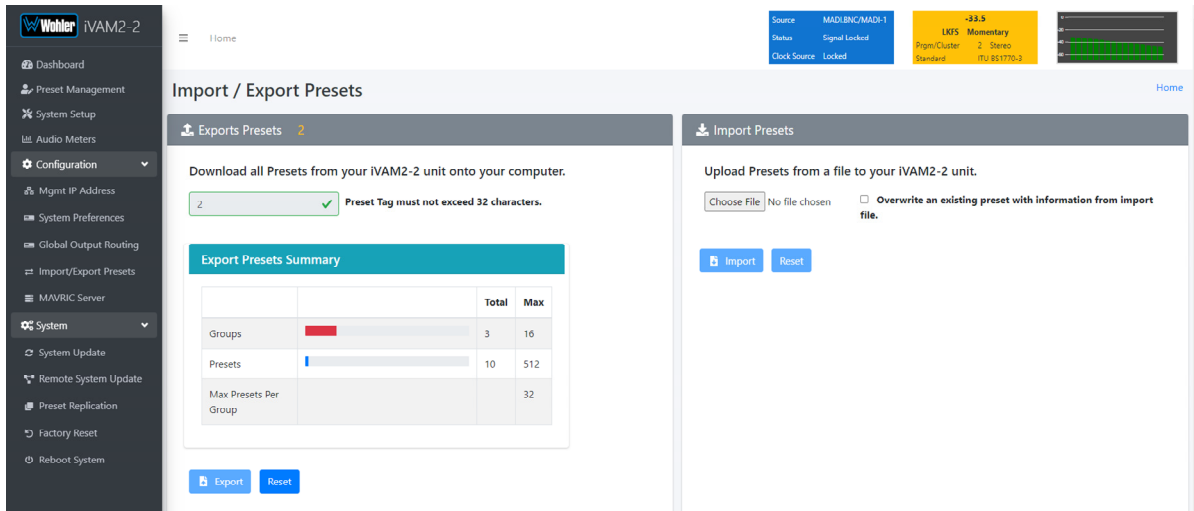 Wohler iVAM2-2
Dashboard
Preset Management
System Setup
Audio Meters
Configuration
Mgmt IP Address
System Preferences
Global Output Routing
Import/Export Presets
MAVRIC Server
System
System Update
Remote System Update
Preset Replication
Factory Reset
Reboot System
Home
Source MADI.BNC/MADI-1
Status Signal Locked
Clock Source Locked
-33.5
LKFS Momentary
Prgm/Cluster 2 Stereo
Standard ITU BS1770-3
Import / Export Presets
Home
Exports Presets 2
Download all Presets from your iVAM2-2 unit onto your computer.
2 Preset Tag must not exceed 32 characters.
Export Presets Summary
Total Max
Groups 3 16
Presets 10 512
Max Presets Per
Group
32
Export Reset
Import Presets
Upload Presets from a file to your iVAM2-2 unit.
Choose File No file chosen
Overwrite an existing preset with information from import
file.
Import Reset